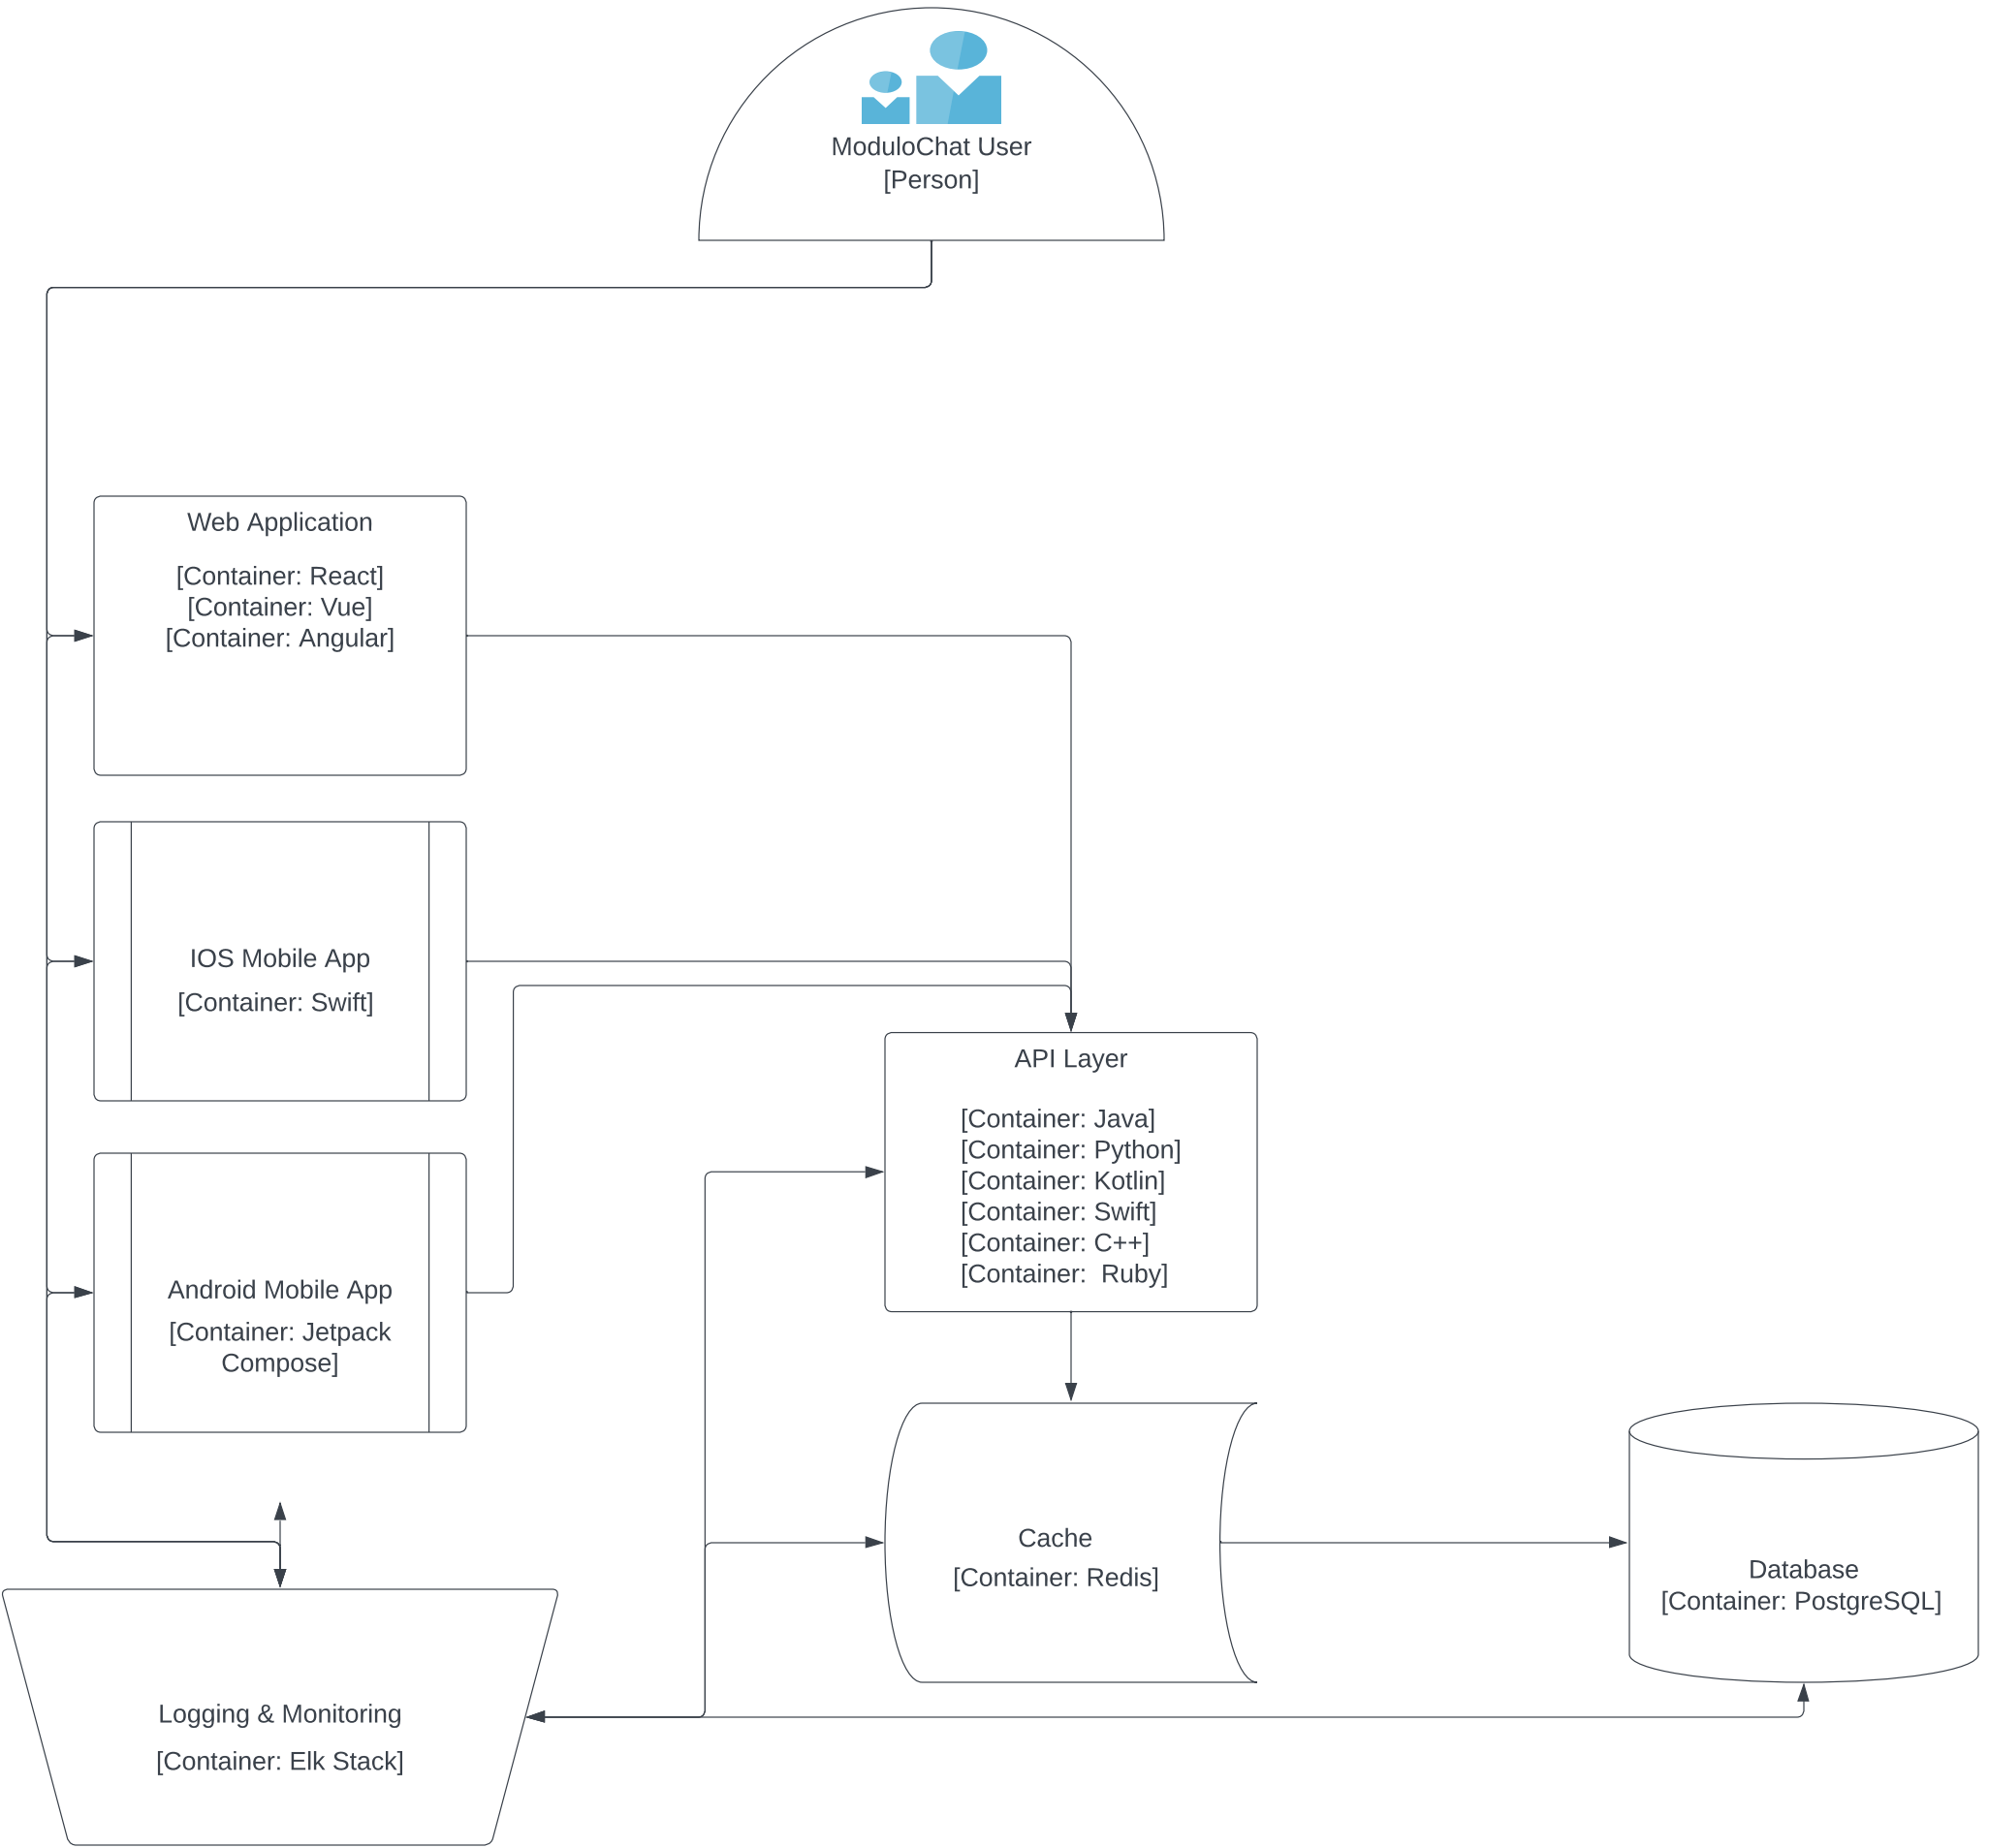 ModuloChat User
[Person]
Web Application
[Container: React]
[Container: Vue]
[Container: Angular]
IOS Mobile App
[Container: Swift]
Android Mobile App
[Container: Jetpack
Compose]
API Layer
[Container: Java]
[Container: Python]
[Container: Kotlin]
[Container: Swift]
[Container: C++]
[Container:  Ruby]
Cache
[Container: Redis]
Database
[Container: PostgreSQL]
Logging & Monitoring
[Container: Elk Stack]